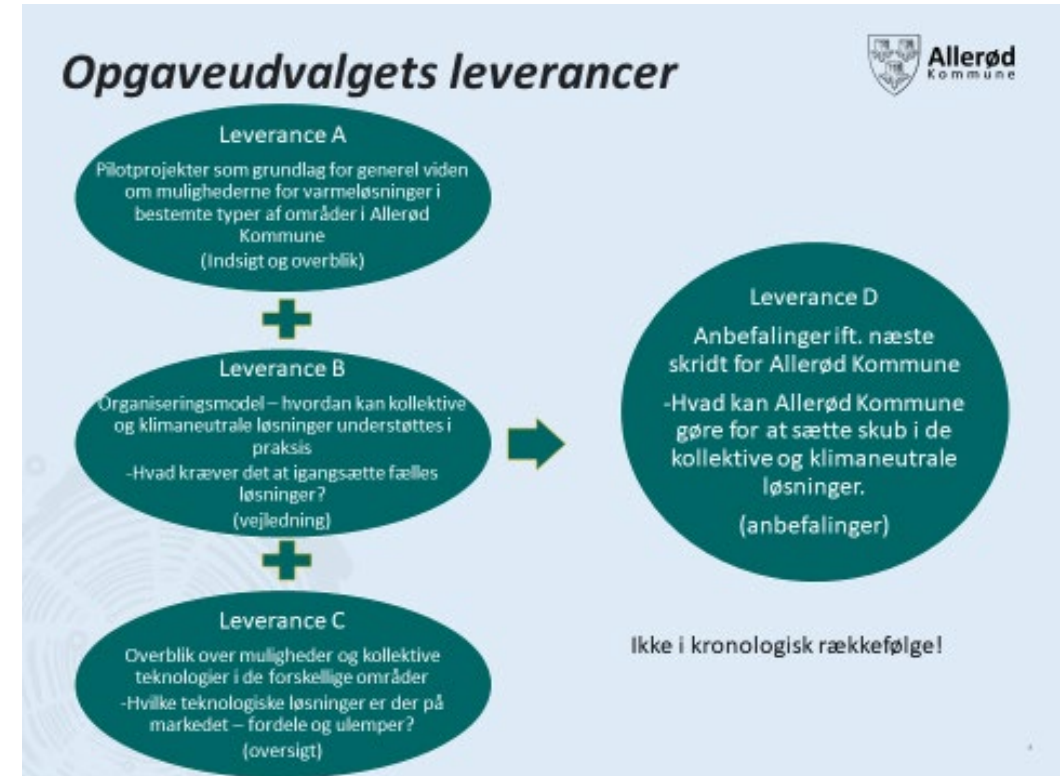 Opgaveudvalgets leverancer
Allerød
Kommune
Leverance A
Pilotprojekter som grundlag for generel viden
om mulighederne for varmeløsninger i
bestemte typer af områder i Allerød
Kommune
(Indsigt og overblik)
Leverance B
Organiseringsmodel – hvordan kan kollektive
og klimaneutrale løsninger understøttes i
praksis
-Hvad kræver det at igangsætte fælles
løsninger?
(vejledning)
Leverance C
Overblik over muligheder og kollektive
teknologier i de forskellige områder
-Hvilke teknologiske løsninger er der på
markedet – fordele og ulemper?
(oversigt)
Leverance D
Anbefalinger ift. næste
skridt for Allerød Kommune
-Hvad kan Allerød Kommune
gøre for at sætte skub i de
kollektive og klimaneutrale
løsninger.
(anbefalinger)
Ikke i kronologisk rækkefølge!